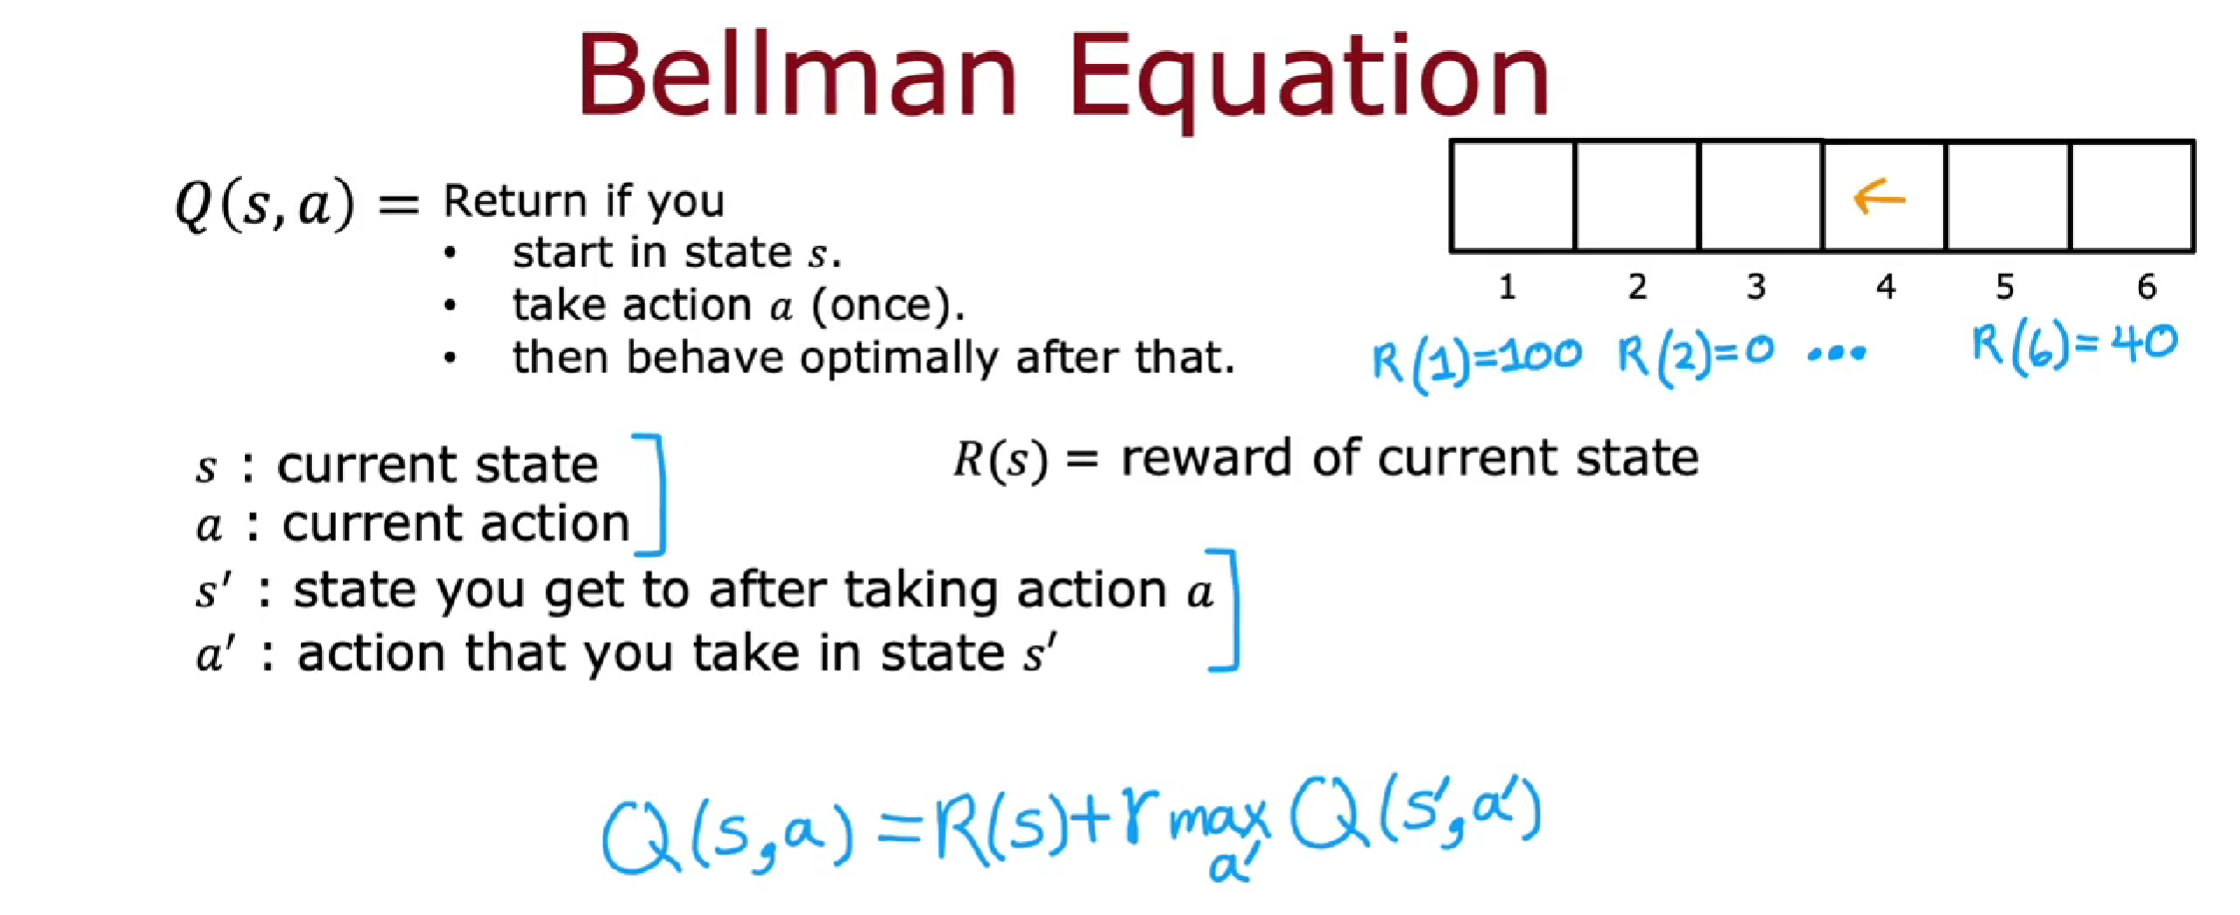 Bellman Equation
Q(s, a) = Return if you
• start in state s.
• take action a (once).
• then behave optimally after that.
←
1 2 3 4 5 6
R(1)=100 R(2)=0 ... R(6)=40
s : current state
a : current action
R(s) = reward of current state
s′ : state you get to after taking action a
a′ : action that you take in state s′
Q(s,a) = R(s)+γ max Q(s′,a′)
a′